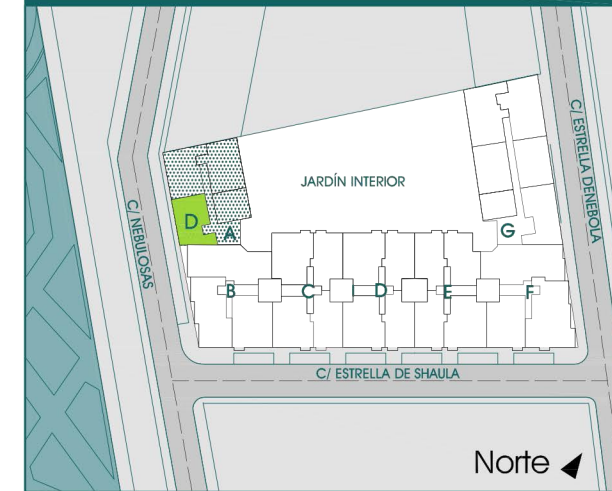 C/ ESTRELLA DENEBOLA
JARDÍN INTERIOR
C/ NEBULOSAS
D
A
G
B
C
D
E
F
C/ ESTRELLA DE SHAULA
Norte